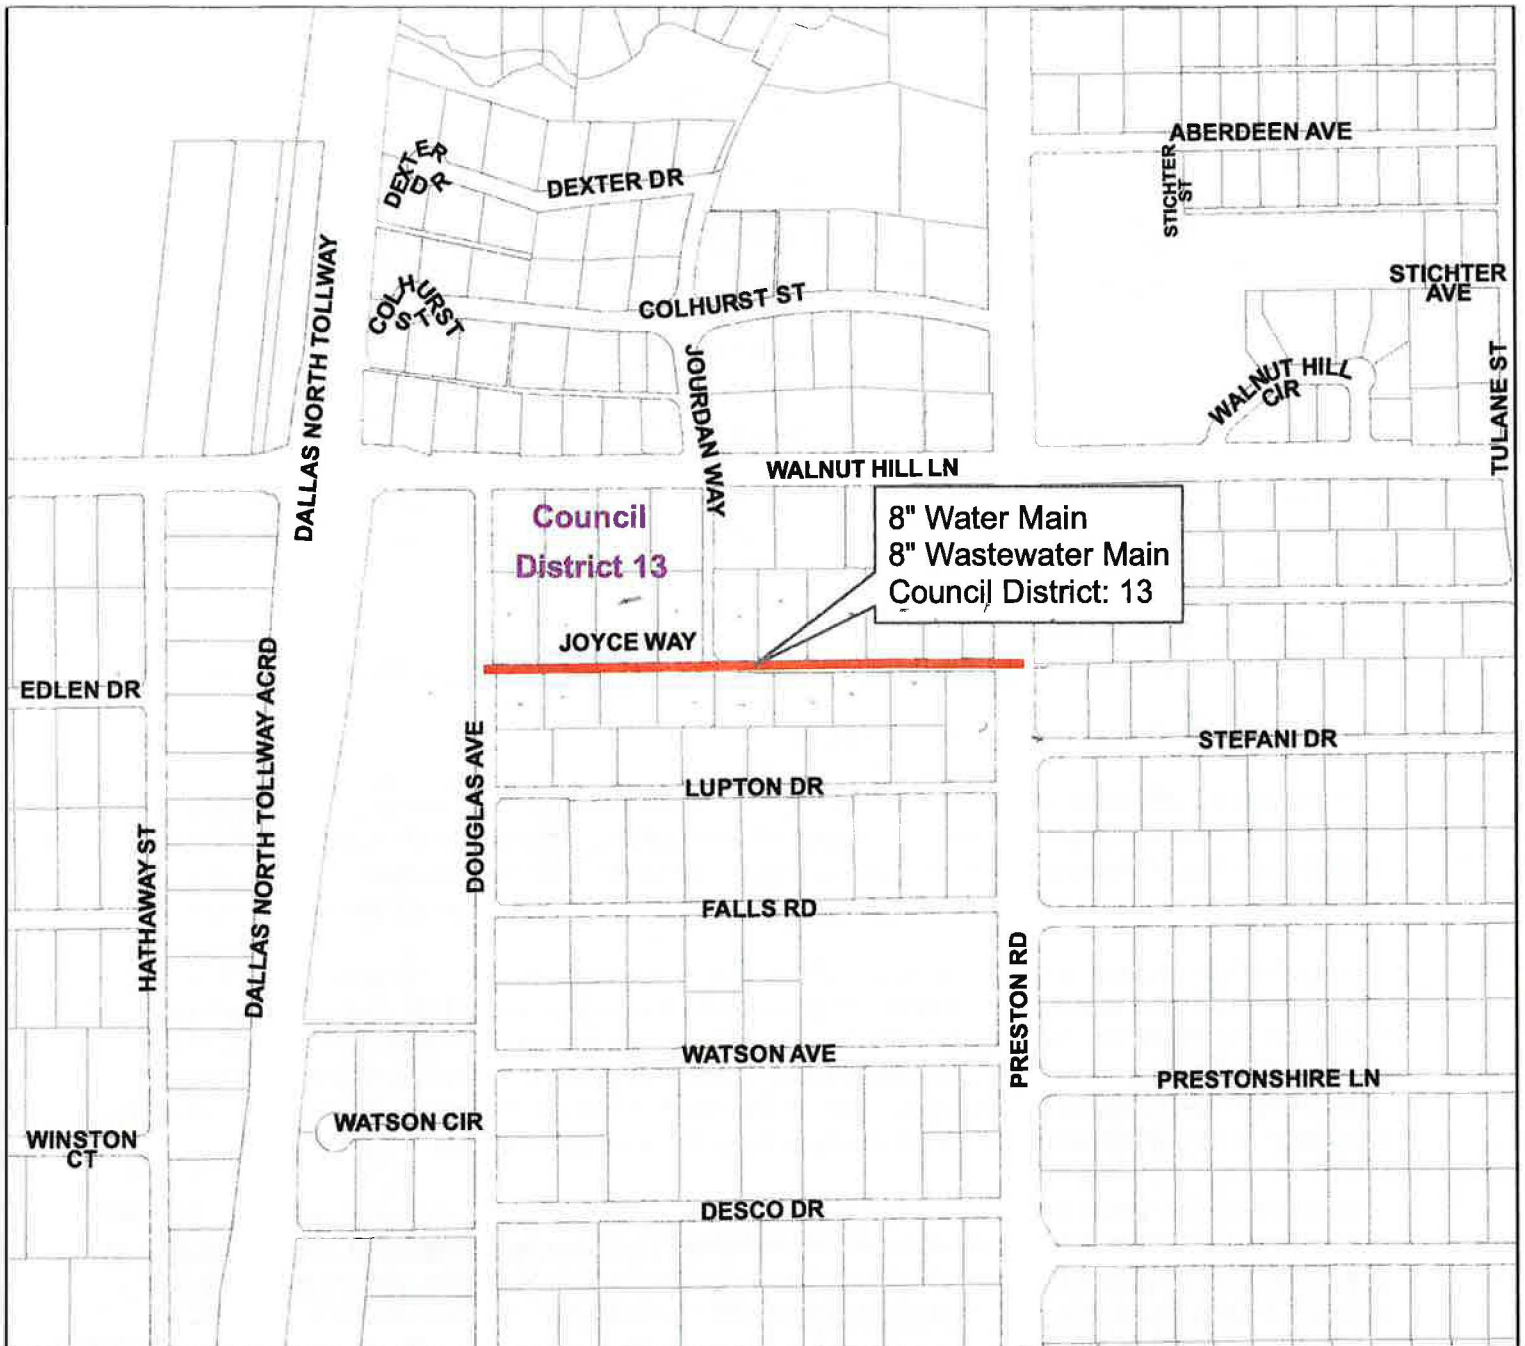 ABERDEEN AVE
DEXTER
DR
DEXTER DR
STICHTER
ST
STICHTER
AVE
COLHURST
ST
COLHURST ST
DALLAS NORTH TOLLWAY
JOURDAN WAY
WALNUT HILL
CIR
TULANE ST
WALNUT HILL LN
Council
District 13
8" Water Main
8" Wastewater Main
Council District: 13
JOYCE WAY
EDLEN DR
DALLAS NORTH TOLLWAY ACRD
DOUGLAS AVE
STEFANI DR
LUPTON DR
HATHAWAY ST
FALLS RD
PRESTON RD
WATSON AVE
PRESTONSHIRE LN
WATSON CIR
WINSTON
CT
DESCO DR